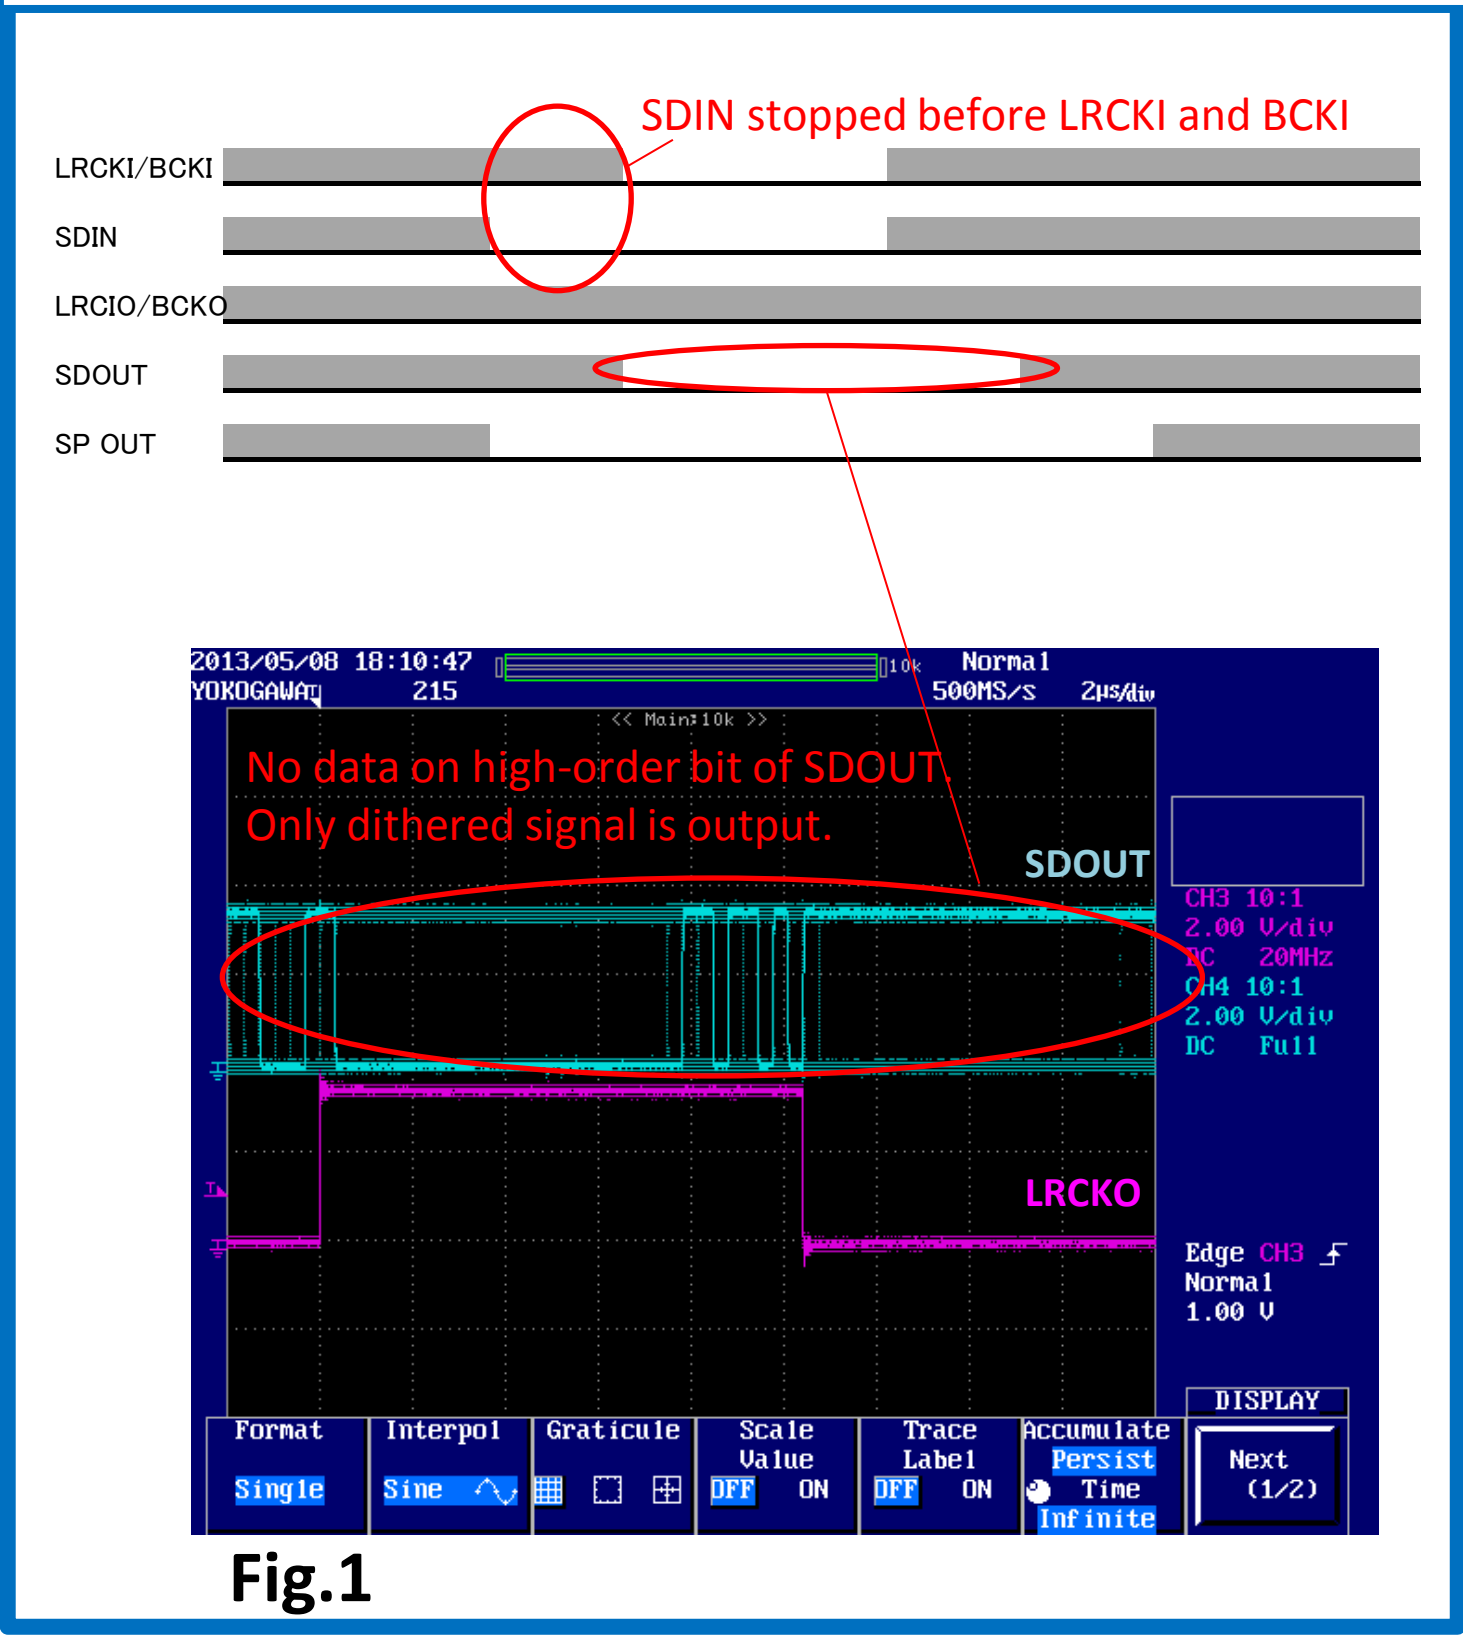 SDIN stopped before LRCKI and BCKI
LRCKI/BCKI
SDIN
LRCIO/BCKO
SDOUT
SP OUT
2013/05/08 18:10:47
10k
Normal
YOKOGAWA
215
500MS/s
2µs/div
<< Main:10k >>
No data on high-order bit of SDOUT.
Only dithered signal is output.
SDOUT
CH3 10:1
2.00 V/div
DC 20MHz
CH4 10:1
2.00 V/div
DC Full
T
LRCKO
Edge CH3
Normal
1.00 V
DISPLAY
Format
Single
Interpol
Sine
Graticule
Scale
Value
OFF ON
Trace
Label
OFF ON
Accumulate
Persist
Time
Infinite
Next
(1/2)
Fig.1